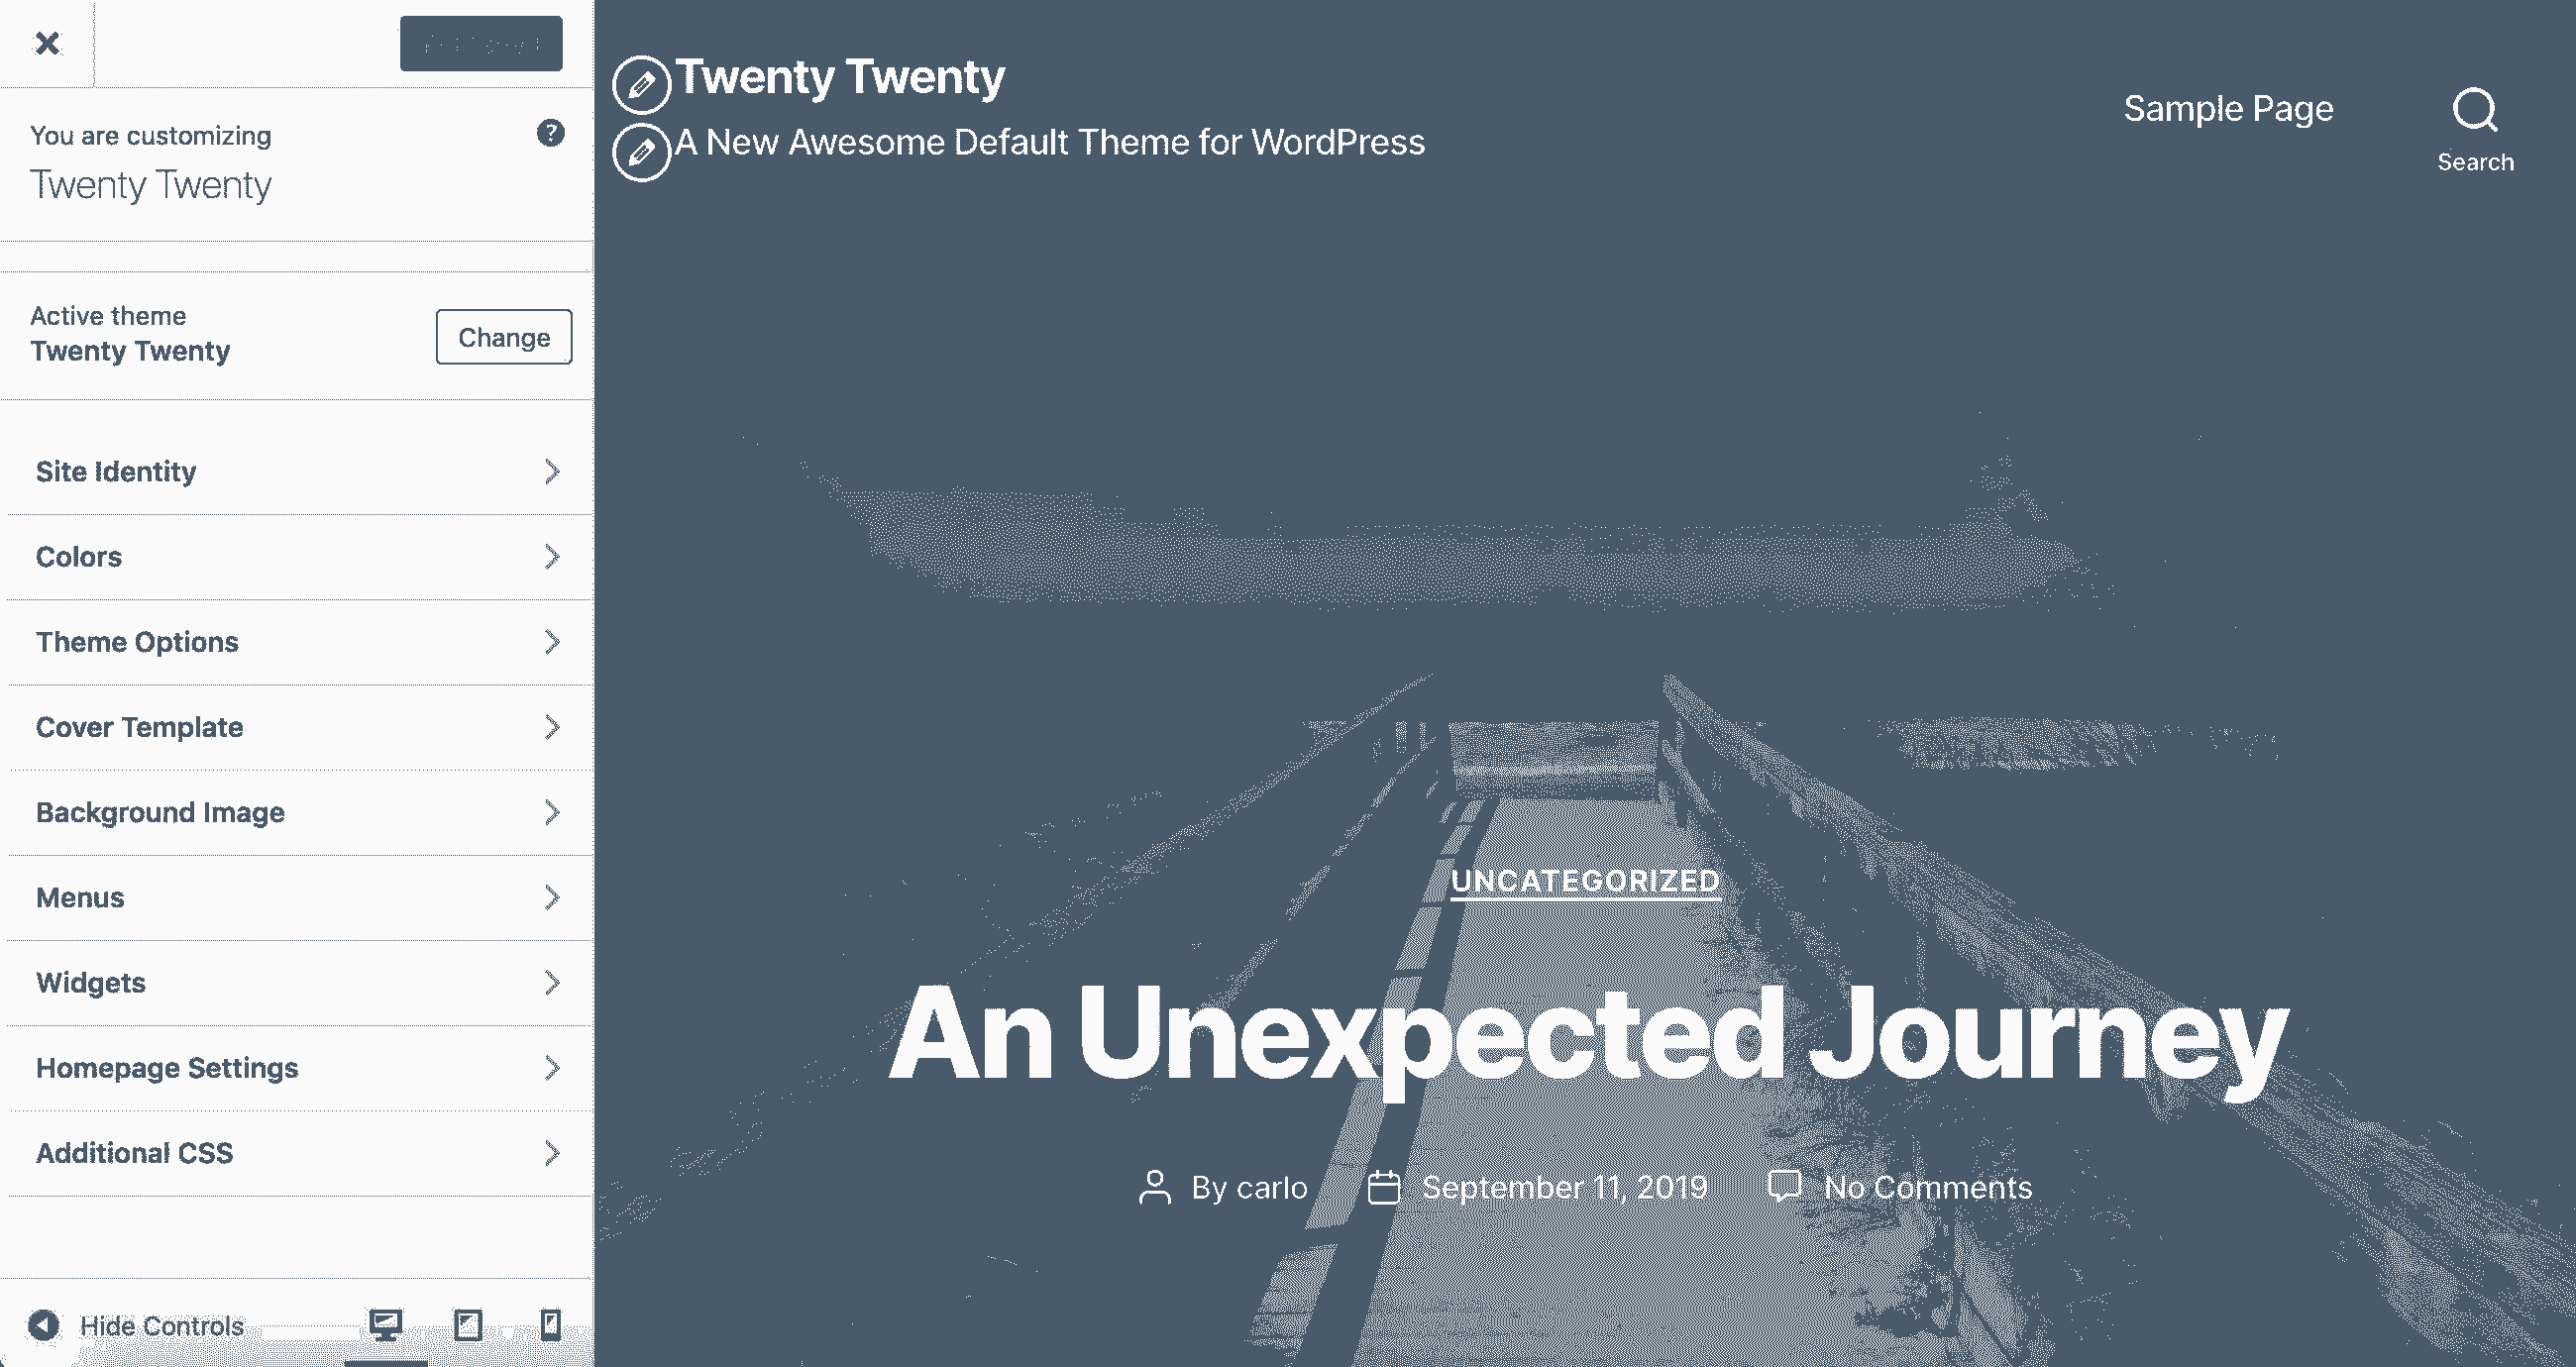 You are customizing
Twenty Twenty
Active theme
Twenty Twenty
Change
Site Identity
Colors
Theme Options
Cover Template
Background Image
Menus
Widgets
Homepage Settings
Additional CSS
Hide Controls
Twenty Twenty
A New Awesome Default Theme for WordPress
Sample Page
Search
UNCATEGORIZED
An Unexpected Journey
By carlo September 11, 2019 No Comments